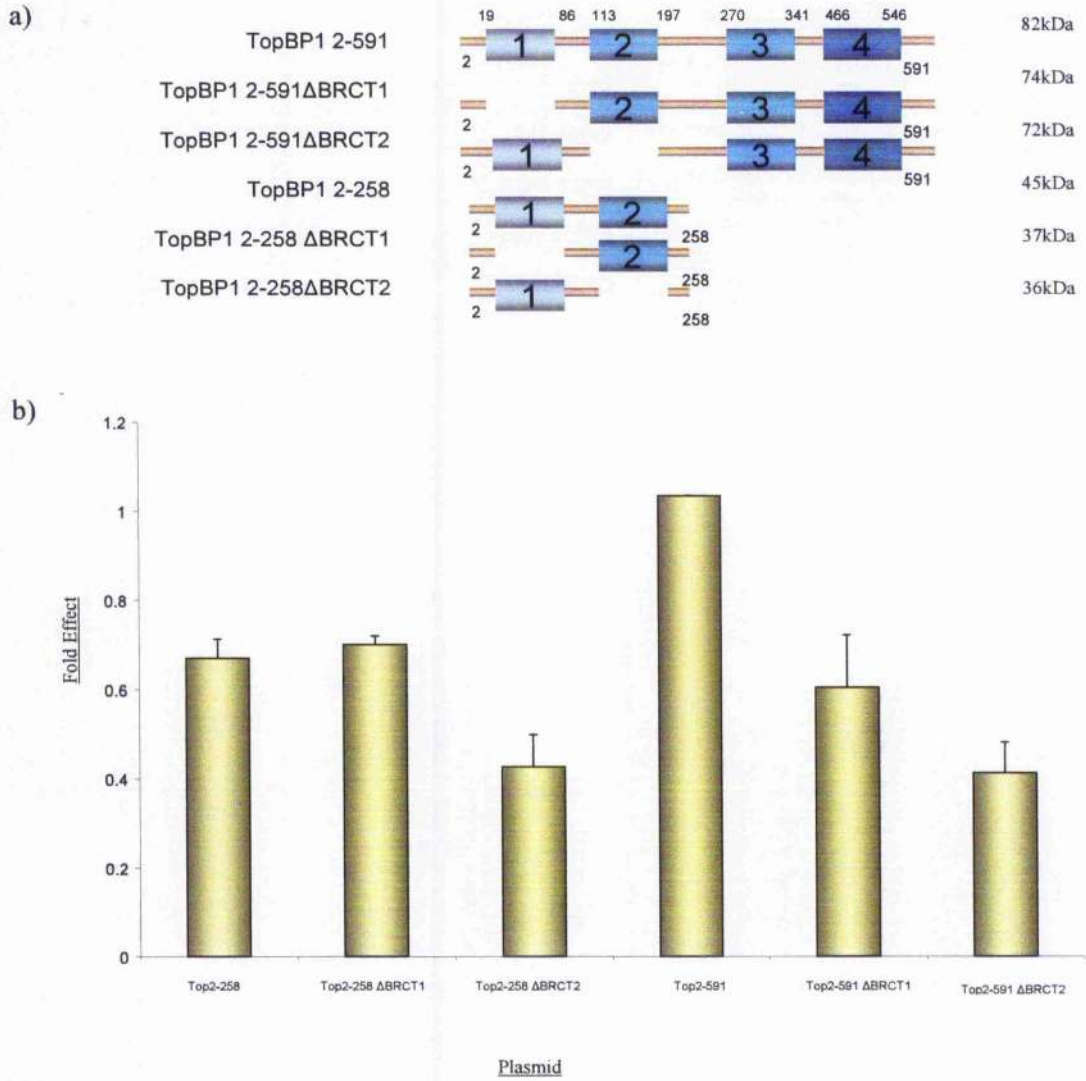 a)
19 86 113 197 270 341 466 546
82kDa
TopBP1 2-591
1 2 3 4
2 591
74kDa
TopBP1 2-591ΔBRCT1
2 3 4
2 591
72kDa
TopBP1 2-591ΔBRCT2
1 3 4
2 591
45kDa
TopBP1 2-258
1 2
2 258
37kDa
TopBP1 2-258 ΔBRCT1
2
2 258
36kDa
TopBP1 2-258ΔBRCT2
1
2 258
b)
1.2
1
0.8
0.6
0.4
0.2
0
Fold Effect
Top2-258 Top2-258 ΔBRCT1 Top2-258 ΔBRCT2 Top2-591 Top2-591 ΔBRCT1 Top2-591 ΔBRCT2
Plasmid